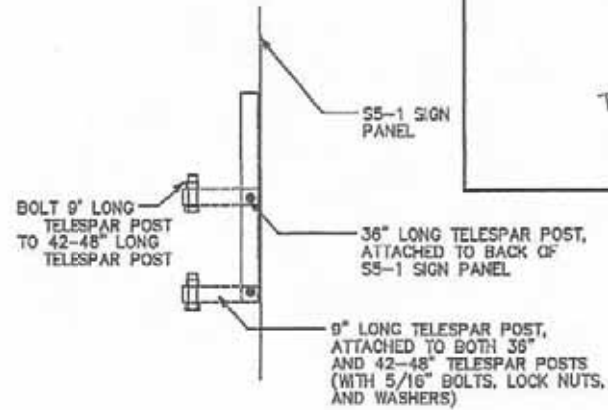 S5-1 SIGN
PANEL
BOLT 9" LONG
TELESPAR POST
TO 42-48" LONG
TELESPAR POST
36" LONG TELESPAR POST,
ATTACHED TO BACK OF
S5-1 SIGN PANEL
9" LONG TELESPAR POST,
ATTACHED TO BOTH 36"
AND 42-48" TELESPAR POSTS
(WITH 5/16" BOLTS, LOCK NUTS,
AND WASHERS)